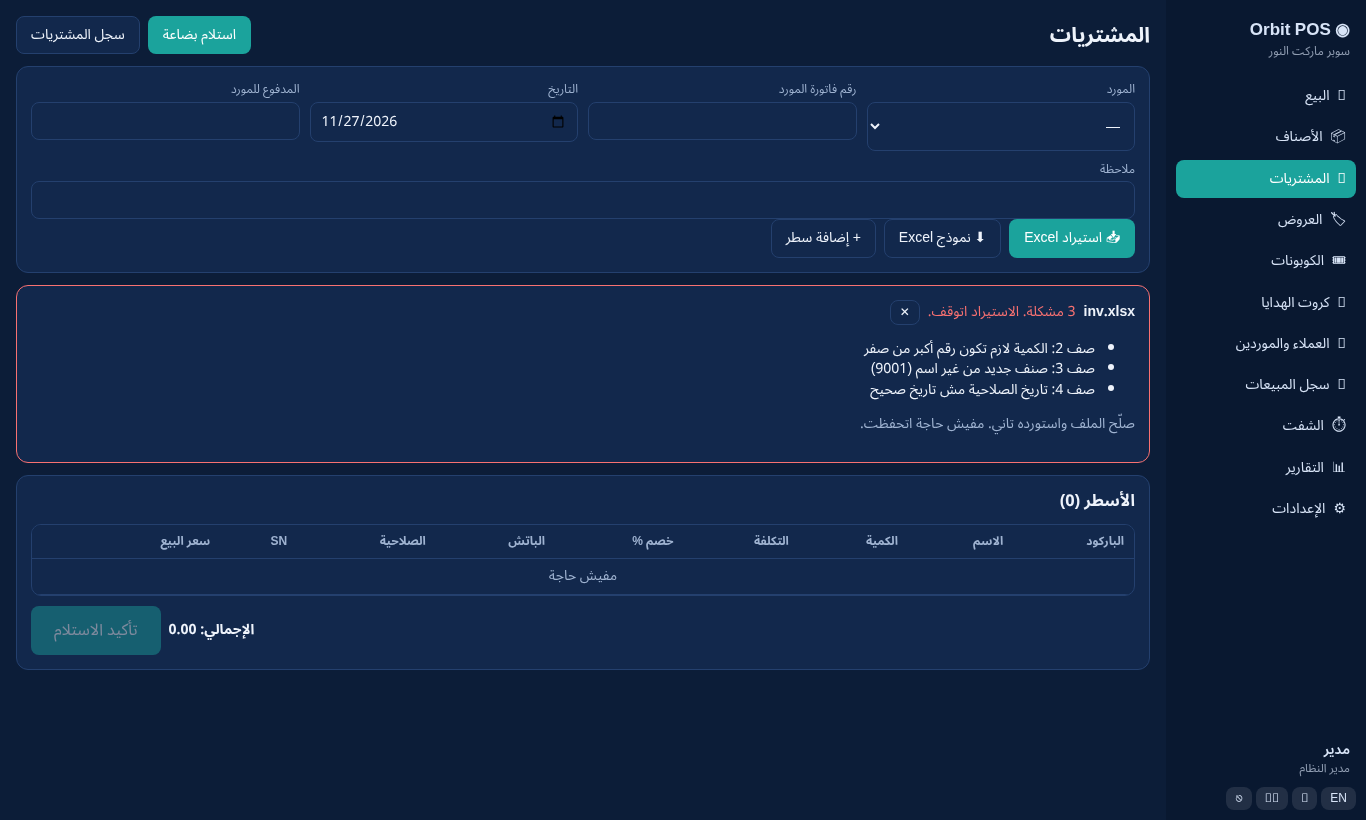 ◉ Orbit POS
سوبر ماركت النور
البيع
📦 الأصناف
المشتريات
🏷 العروض
🎟 الكوبونات
كروت الهدايا
العملاء والموردين
سجل المبيعات
⏱ الشفت
📊 التقارير
⚙ الإعدادات
مدير
مدير النظام
EN
⎋
المشتريات
استلام بضاعة
سجل المشتريات
المورد
رقم فاتورة المورد
التاريخ
المدفوع للمورد
—
11/27/2026
ملاحظة
📥 استيراد Excel
⬇ نموذج Excel
+ إضافة سطر
inv.xlsx 3 مشكلة. الاستيراد اتوقف. ✕
صف 2: الكمية لازم تكون رقم أكبر من صفر
صف 3: صنف جديد من غير اسم (9001)
صف 4: تاريخ الصلاحية مش تاريخ صحيح
صلّح الملف واستورده تاني. مفيش حاجة اتحفظت.
الأسطر (0)
الباركود الاسم الكمية التكلفة خصم % الباتش الصلاحية SN سعر البيع
مفيش حاجة
الإجمالي: 0.00
تأكيد الاستلام